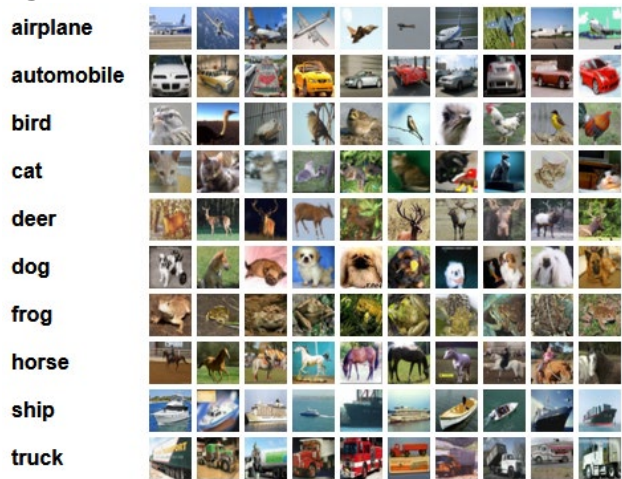 airplane
automobile
bird
cat
deer
dog
frog
horse
ship
truck